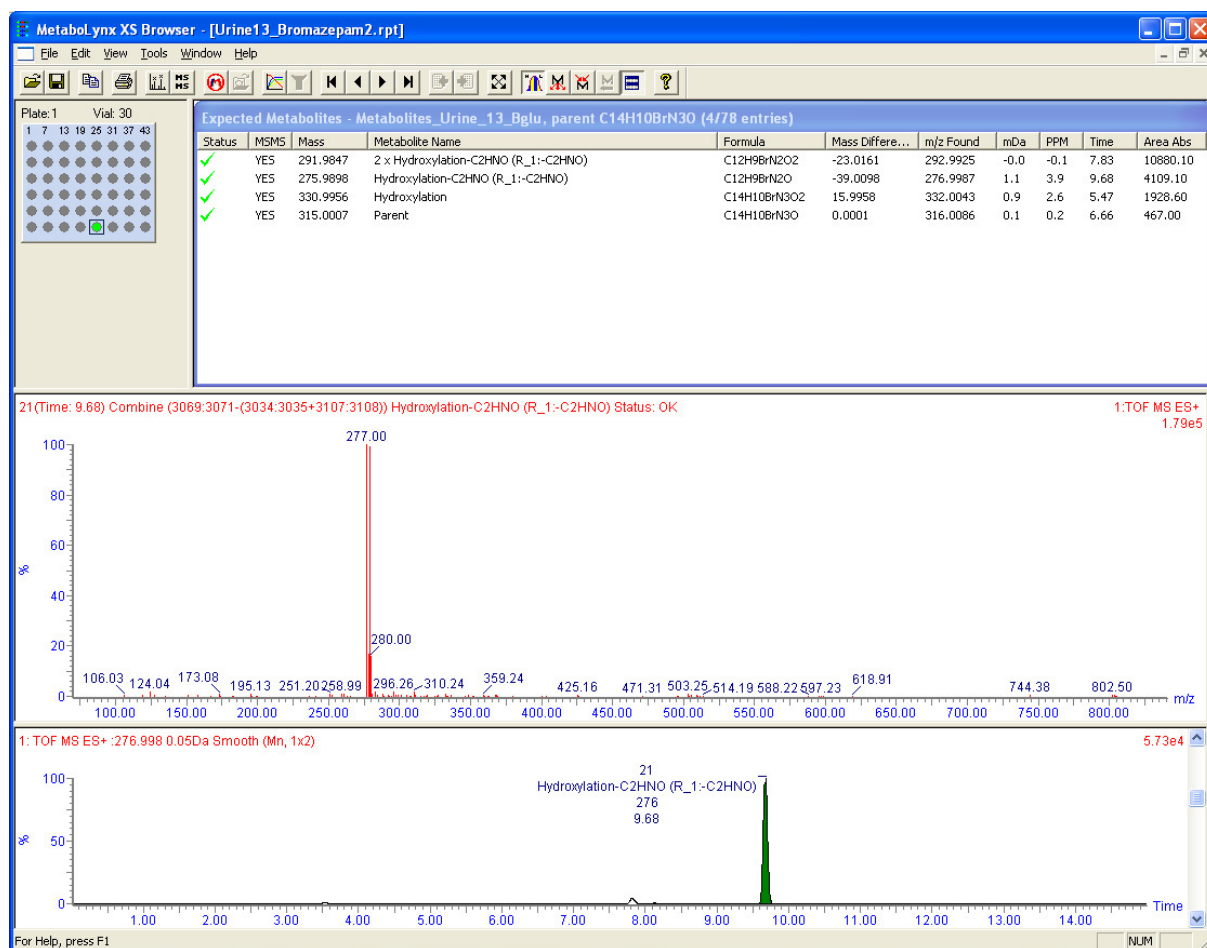 MetaboLynx XS Browser - [Urine13_Bromazepam2.rpt]
File Edit View Tools Window Help
Plate:1 Vial: 30
1 7 13 19 25 31 37 43
Expected Metabolites - Metabolites_Urine_13_Bglu, parent C14H10BrN3O (4/78 entries)
Status MSMS Mass Metabolite Name Formula Mass Differe... m/z Found mDa PPM Time Area Abs
YES 291.9847 2 x Hydroxylation-C2HNO (R_1:-C2HNO) C12H9BrN2O2 -23.0161 292.9925 -0.0 -0.1 7.83 10880.10
YES 275.9898 Hydroxylation-C2HNO (R_1:-C2HNO) C12H9BrN2O -39.0098 276.9987 1.1 3.9 9.68 4109.10
YES 330.9956 Hydroxylation C14H10BrN3O2 15.9958 332.0043 0.9 2.6 5.47 1928.60
YES 315.0007 Parent C14H10BrN3O 0.0001 316.0086 0.1 0.2 6.66 467.00
21(Time: 9.68) Combine (3069:3071-(3034:3035+3107:3108)) Hydroxylation-C2HNO (R_1:-C2HNO) Status: OK
1:TOF MS ES+
1.79e5
277.00
100
80
60
%
40
20
280.00
0
106.03 124.04 173.08 195.13 251.20 258.99 296.26 310.24 359.24 425.16 471.31 503.25 514.19 588.22 597.23 618.91 744.38 802.50
100.00 150.00 200.00 250.00 300.00 350.00 400.00 450.00 500.00 550.00 600.00 650.00 700.00 750.00 800.00 m/z
1: TOF MS ES+ :276.998 0.05Da Smooth (Mn, 1x2) 5.73e4
100
21
Hydroxylation-C2HNO (R_1:-C2HNO)
276
9.68
%
50
0
1.00 2.00 3.00 4.00 5.00 6.00 7.00 8.00 9.00 10.00 11.00 12.00 13.00 14.00 Time
For Help, press F1 NUM